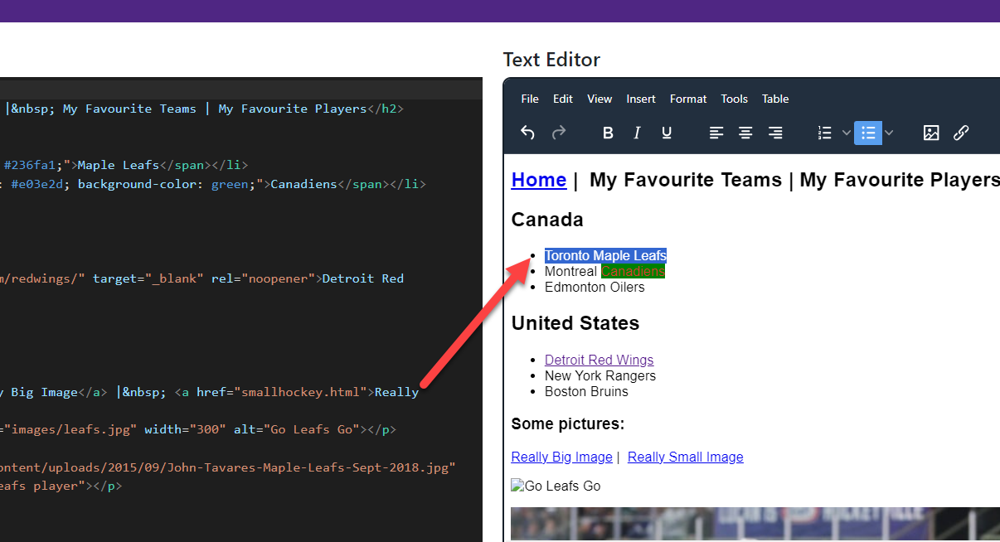 Text Editor
|&nbsp; My Favourite Teams | My Favourite Players</h2>
#236fa1;">Maple Leafs</span></li>
: #e03e2d; background-color: green;">Canadiens</span></li>
m/redwings/" target="_blank" rel="noopener">Detroit Red
y Big Image</a> |&nbsp; <a href="smallhockey.html">Really
="images/leafs.jpg" width="300" alt="Go Leafs Go"></p>
ontent/uploads/2015/09/John-Tavares-Maple-Leafs-Sept-2018.jpg"
eafs player"></p>
File Edit View Insert Format Tools Table
B I U
Home | My Favourite Teams | My Favourite Players
Canada
• Toronto Maple Leafs
• Montreal Canadiens
• Edmonton Oilers
United States
• Detroit Red Wings
• New York Rangers
• Boston Bruins
Some pictures:
Really Big Image | Really Small Image
Go Leafs Go